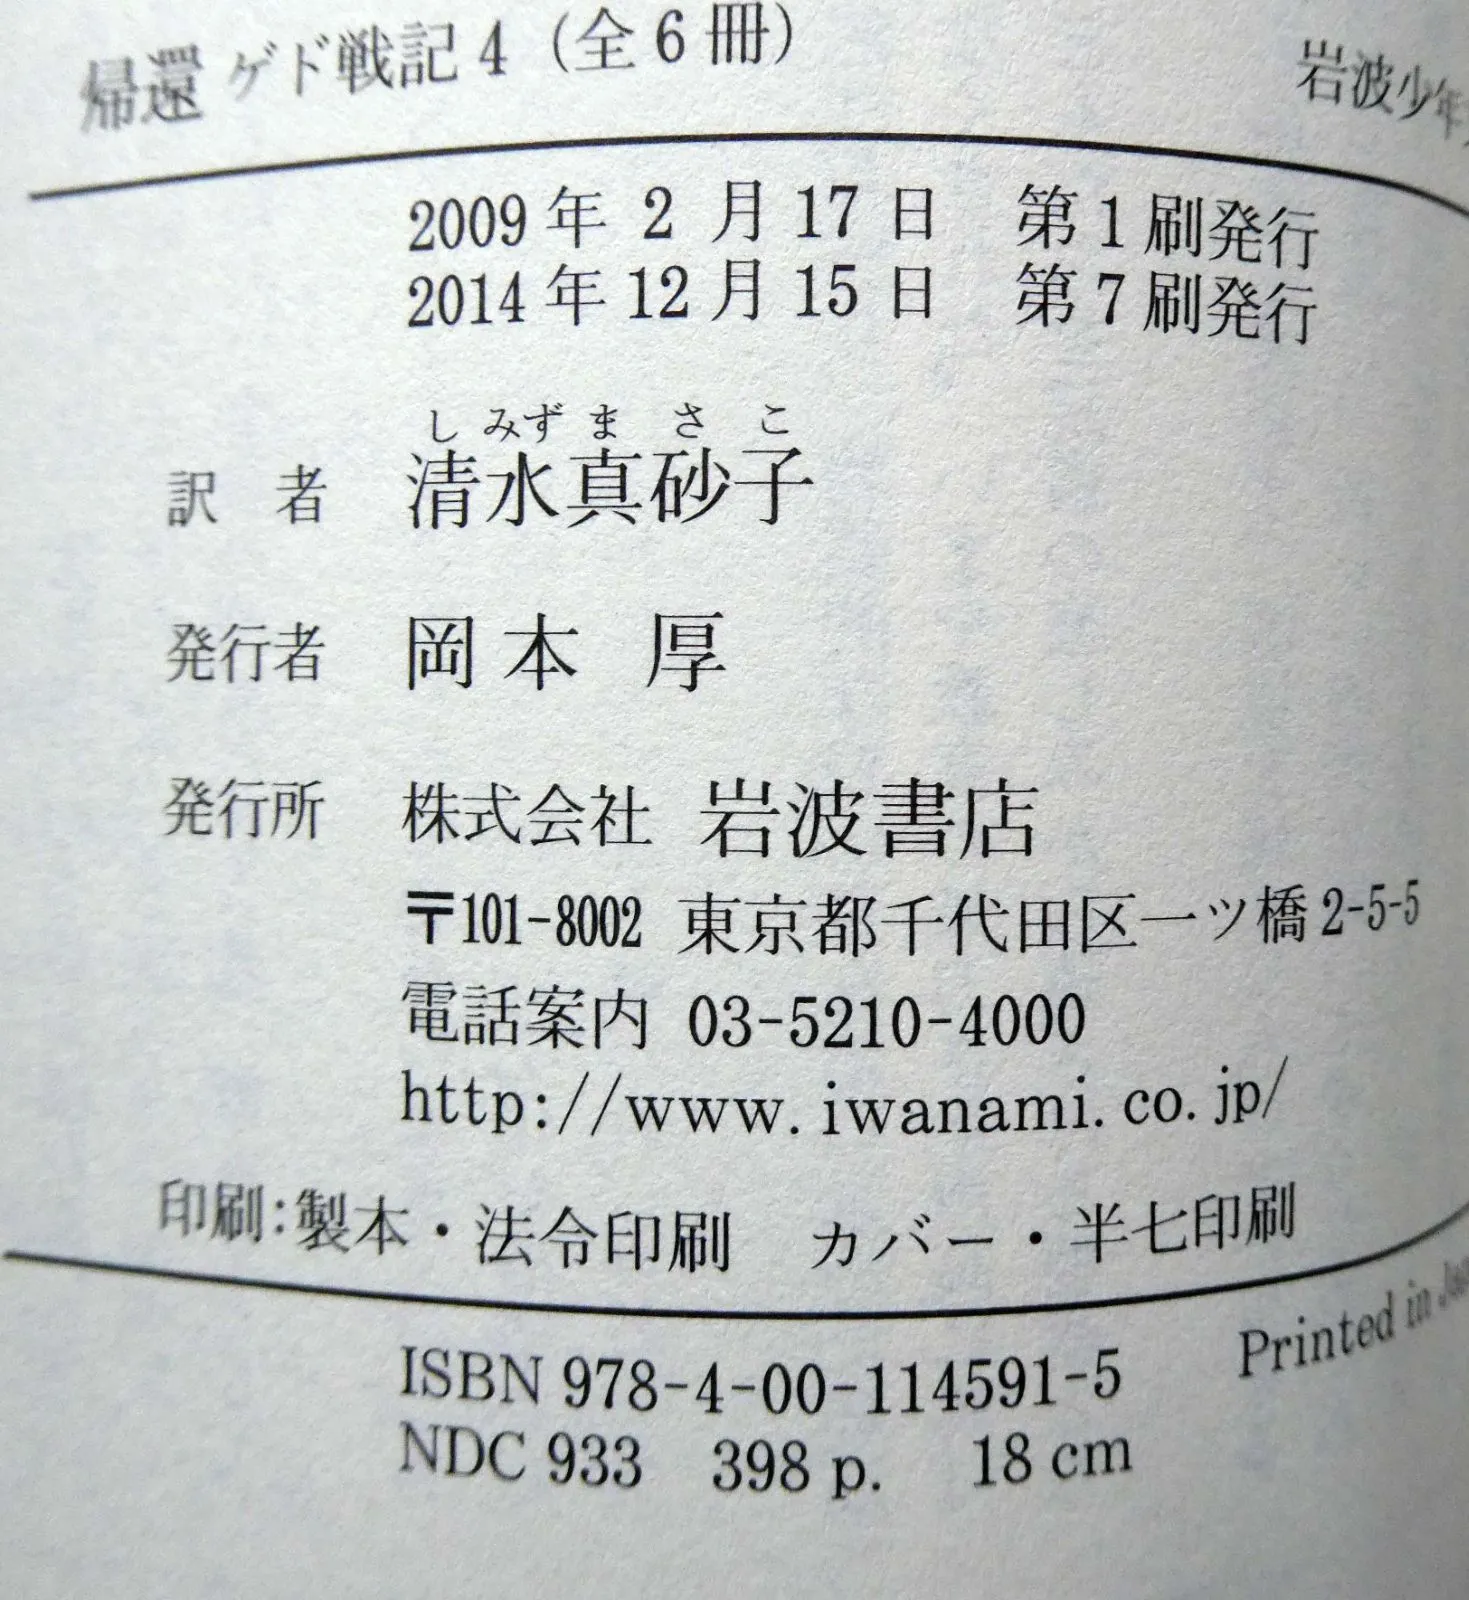 帰還 ゲド戦記 4 (全 6 冊)
岩波少年
2009 年 2 月 17 日 第 1 刷発行
2014 年 12 月 15 日 第 7 刷発行
し みず ま さ こ
訳 者 清水真砂子
発行者 岡 本 厚
発行所 株式会社 岩波書店
〒101-8002 東京都千代田区一ツ橋 2-5-5
電話案内 03-5210-4000
http://www.iwanami.co.jp/
印刷:製本・法令印刷 カバー・半七印刷
ISBN 978-4-00-114591-5
Printed in
NDC 933 398 p. 18 cm